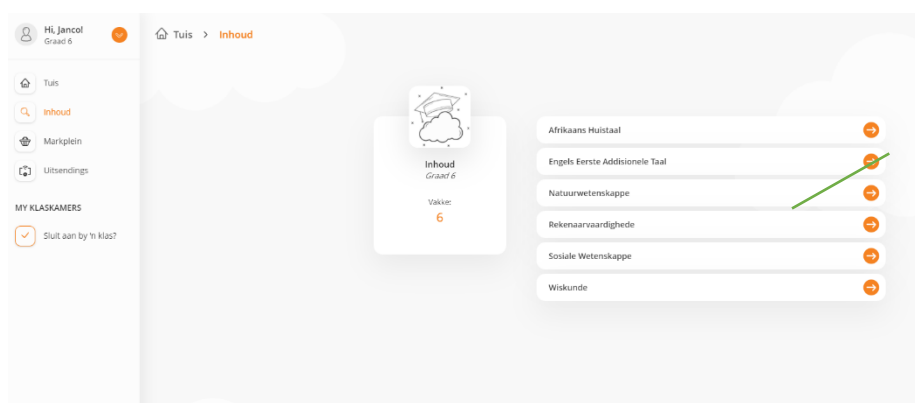 Hi, Jancol
Graad 6
Tuis > Inhoud
Tuis
Inhoud
Markplein
Uitsendings
MY KLASKAMERS
Sluit aan by 'n klas?
Inhoud
Graad 6
Vakke:
6
Afrikaans Huistaal
Engels Eerste Addisionele Taal
Natuurwetenskappe
Rekenaarvaardighede
Sosiale Wetenskappe
Wiskunde